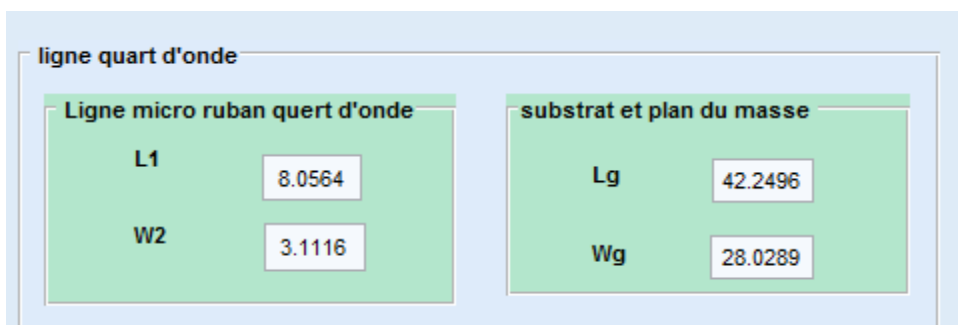 ligne quart d'onde
Ligne micro ruban quert d'onde
L1 8.0564
W2 3.1116
substrat et plan du masse
Lg 42.2496
Wg 28.0289